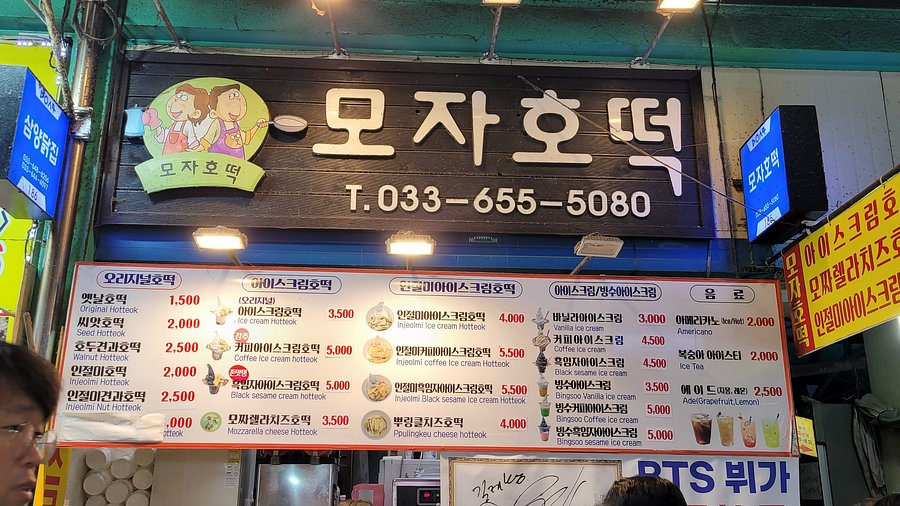 모자호떡
모자호떡
T.033-655-5080
삼양닭집
모자호떡
오리지널호떡
옛날호떡 1,500
Original Hotteok
씨앗호떡 2,000
Seed Hotteok
호두견과호떡 2,500
Walnut Hotteok
인절미호떡 2,000
Injeolmi Hotteok
인절미견과호떡 2,500
Injeolmi Nut Hotteok
아이스크림호떡
(오리지널)
아이스크림호떡 3.500
Ice cream Hotteok
커피아이스크림호떡 5.000
Coffee Ice cream hotteok
흑임자아이스크림호떡 5.000
Black sesame ice cream Hotteok
모짜렐라치즈호떡 3,500
Mozzarella cheese Hotteok
인절미아이스크림호떡
인절미아이스크림호떡 4.000
Injeolmi Ice cream Hotteok
인절미커피아이스크림호떡 5,500
Injeolmi coffee Ice cream Hotteok
인절미흑임자아이스크림호떡 5.500
Injeolmi Black sesame Ice cream Hotteok
뿌링클치즈호떡 4.000
Ppulingkeu cheese hotteok
아이스크림/빙수아이스크림
바닐라아이스크림 3.000
Vanilla ice cream
커피아이스크림 4.500
Coffee ice cream
흑임자아이스크림 4.500
Black sesame ice cream
빙수아이스크림 3.500
Bingsoo Vanilla ice cream
빙수커피아이스크림 5.000
Bingsoo Coffee ice cream
빙수흑임자아이스크림 5.000
Bingsoo sesame ice cream
음료
아메리카노 (Ice/Hot) 2.000
Americano
복숭아 아이스티 2.000
Ice Tea
에이드(자몽,레몬) 2,500
Ade(Grapefruit,Lemon)
모자호떡
아이스크림호
모짜렐라치즈호
인절미아이스크림
BTS 뷔가